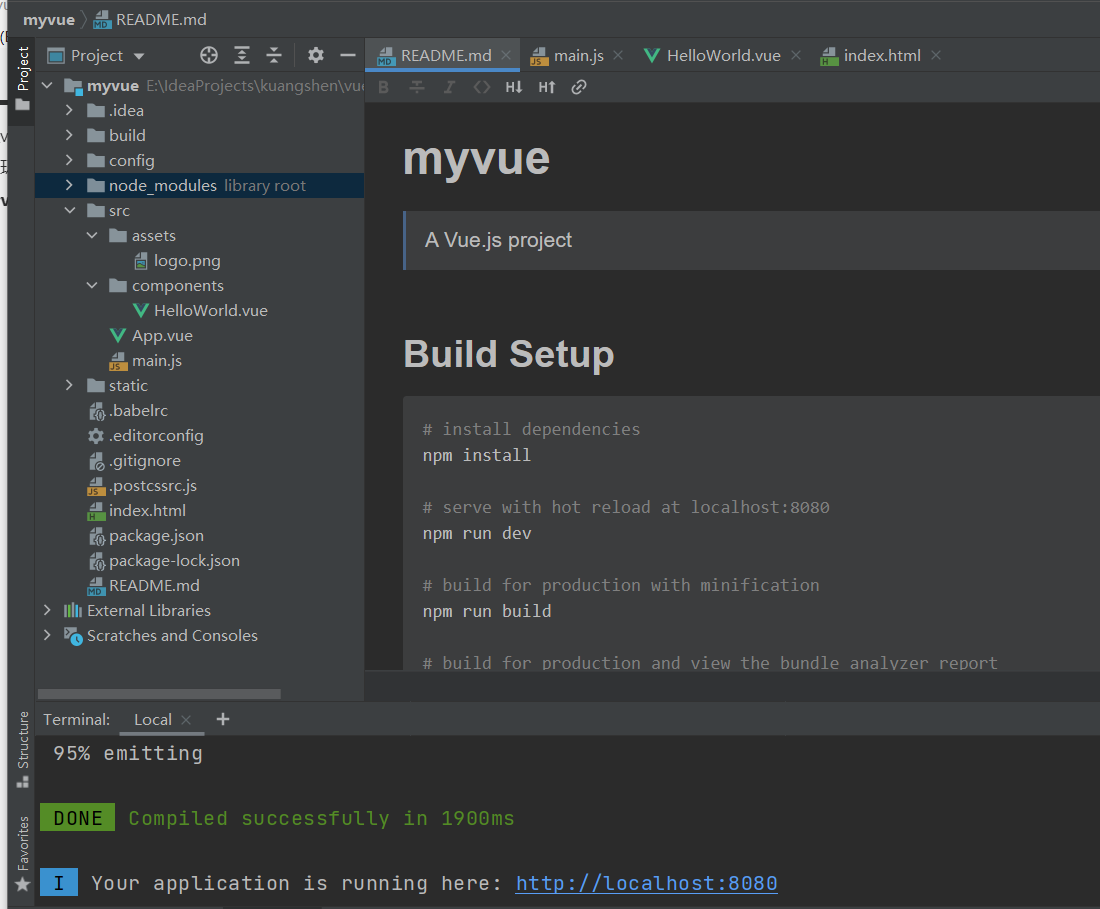 myvue
README.md
Project
Project
README.md
main.js
HelloWorld.vue
index.html
myvue E:\IdeaProjects\kuangshen\vue
.idea
build
config
node_modules library root
src
assets
logo.png
components
HelloWorld.vue
App.vue
main.js
static
.babelrc
.editorconfig
.gitignore
.postcssrc.js
index.html
package.json
package-lock.json
README.md
External Libraries
Scratches and Consoles
B I <> H↓ H↑
myvue
A Vue.js project
Build Setup
# install dependencies
npm install
# serve with hot reload at localhost:8080
npm run dev
# build for production with minification
npm run build
# build for production and view the bundle analyzer report
Structure
Favorites
Terminal: Local +
95% emitting
DONE Compiled successfully in 1900ms
I Your application is running here: http://localhost:8080